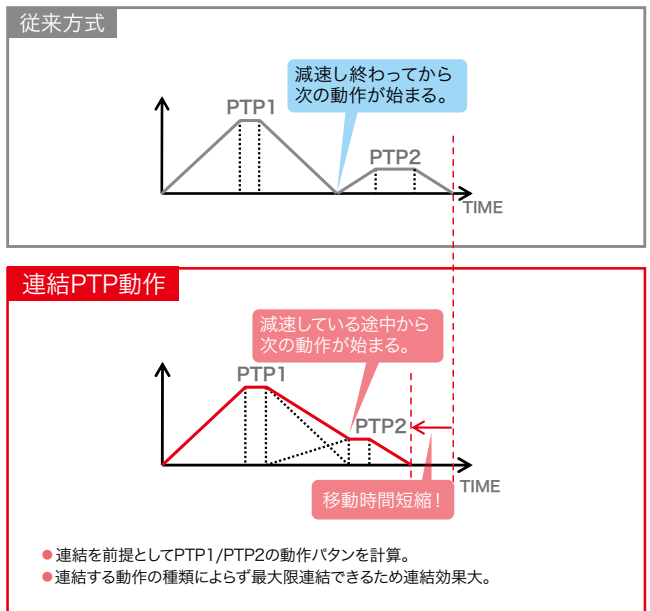 従来方式
減速し終わってから
次の動作が始まる。
PTP1
PTP2
TIME
連結PTP動作
減速している途中から
次の動作が始まる。
PTP1
PTP2
TIME
移動時間短縮！
●連結を前提としてPTP1/PTP2の動作パタンを計算。
●連結する動作の種類によらず最大限連結できるため連結効果大。